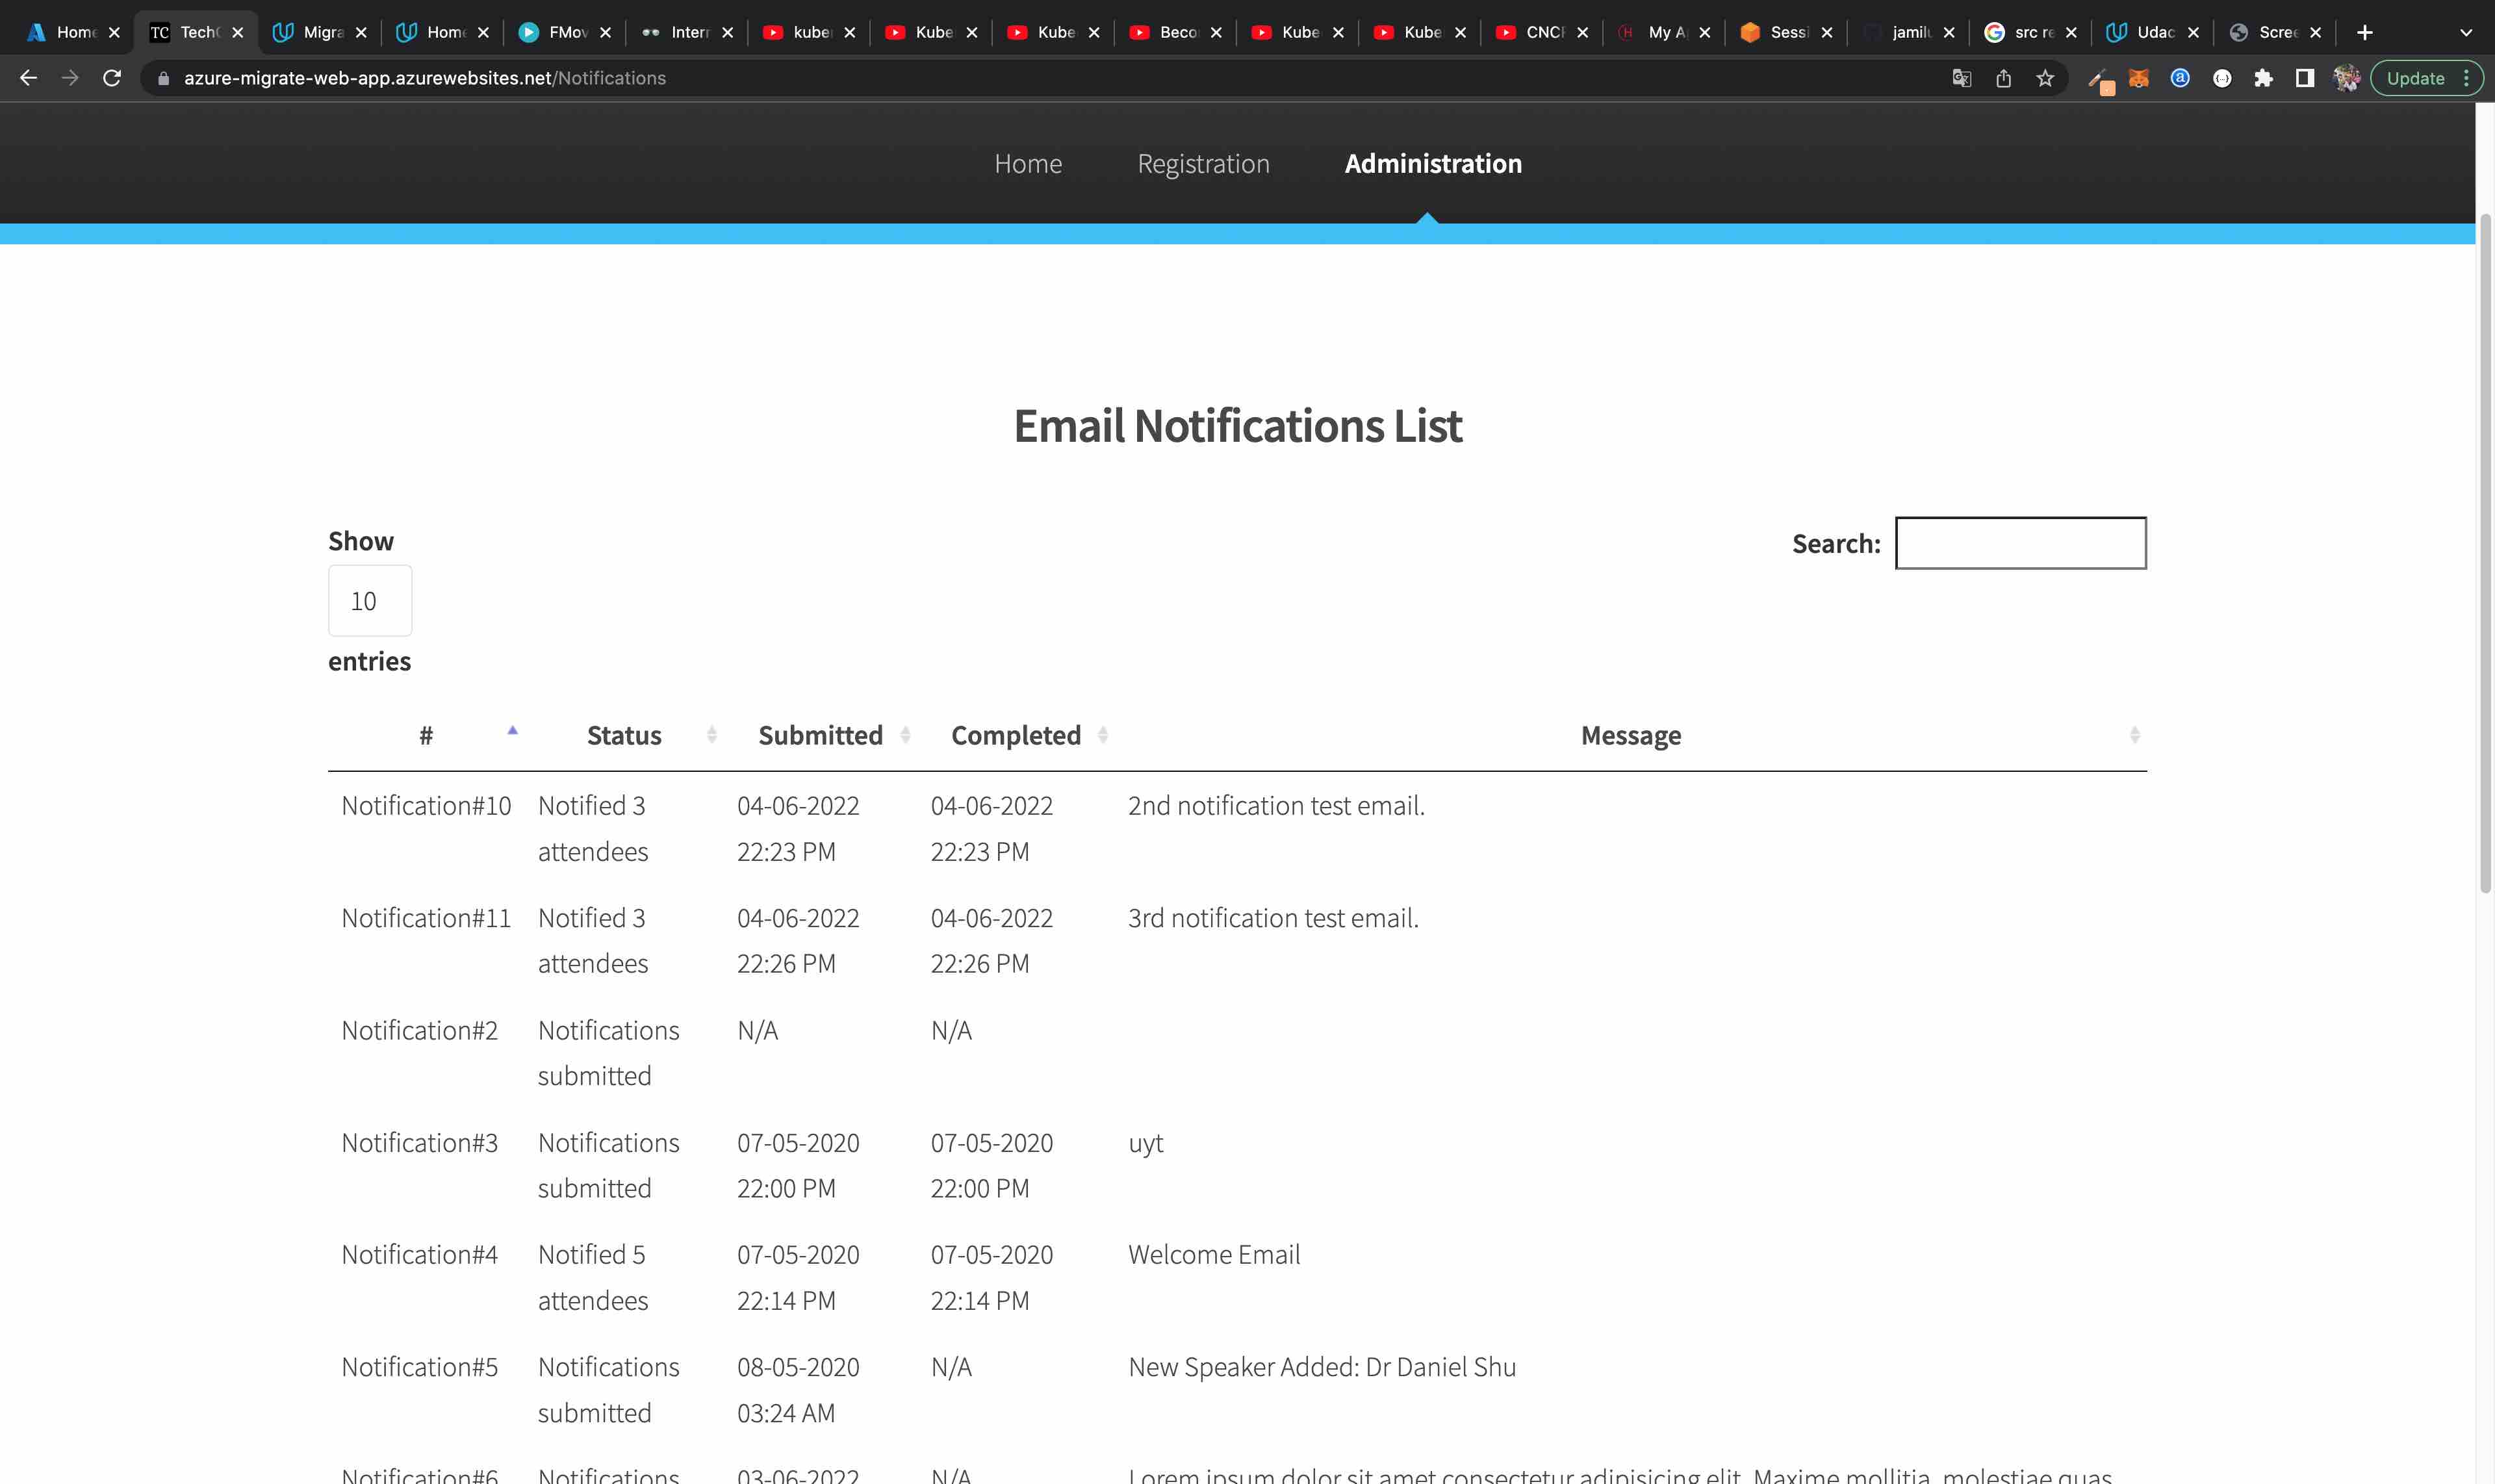 Home TechC Migra Home FMov Intern kuber Kube Kube Beco Kube Kube CNCF My A Sessi jamilu src re Udac Scree
azure-migrate-web-app.azurewebsites.net/Notifications Update
Home Registration Administration
Email Notifications List
Show
Search:
10
entries
# Status Submitted Completed Message
Notification#10 Notified 3 04-06-2022 04-06-2022 2nd notification test email.
attendees 22:23 PM 22:23 PM
Notification#11 Notified 3 04-06-2022 04-06-2022 3rd notification test email.
attendees 22:26 PM 22:26 PM
Notification#2 Notifications N/A N/A
submitted
Notification#3 Notifications 07-05-2020 07-05-2020 uyt
submitted 22:00 PM 22:00 PM
Notification#4 Notified 5 07-05-2020 07-05-2020 Welcome Email
attendees 22:14 PM 22:14 PM
Notification#5 Notifications 08-05-2020 N/A New Speaker Added: Dr Daniel Shu
submitted 03:24 AM
Notification#6 Notifications 03-06-2022 N/A Lorem ipsum dolor sit amet consectetur adipisicing elit. Maxime mollitia, molestiae quas